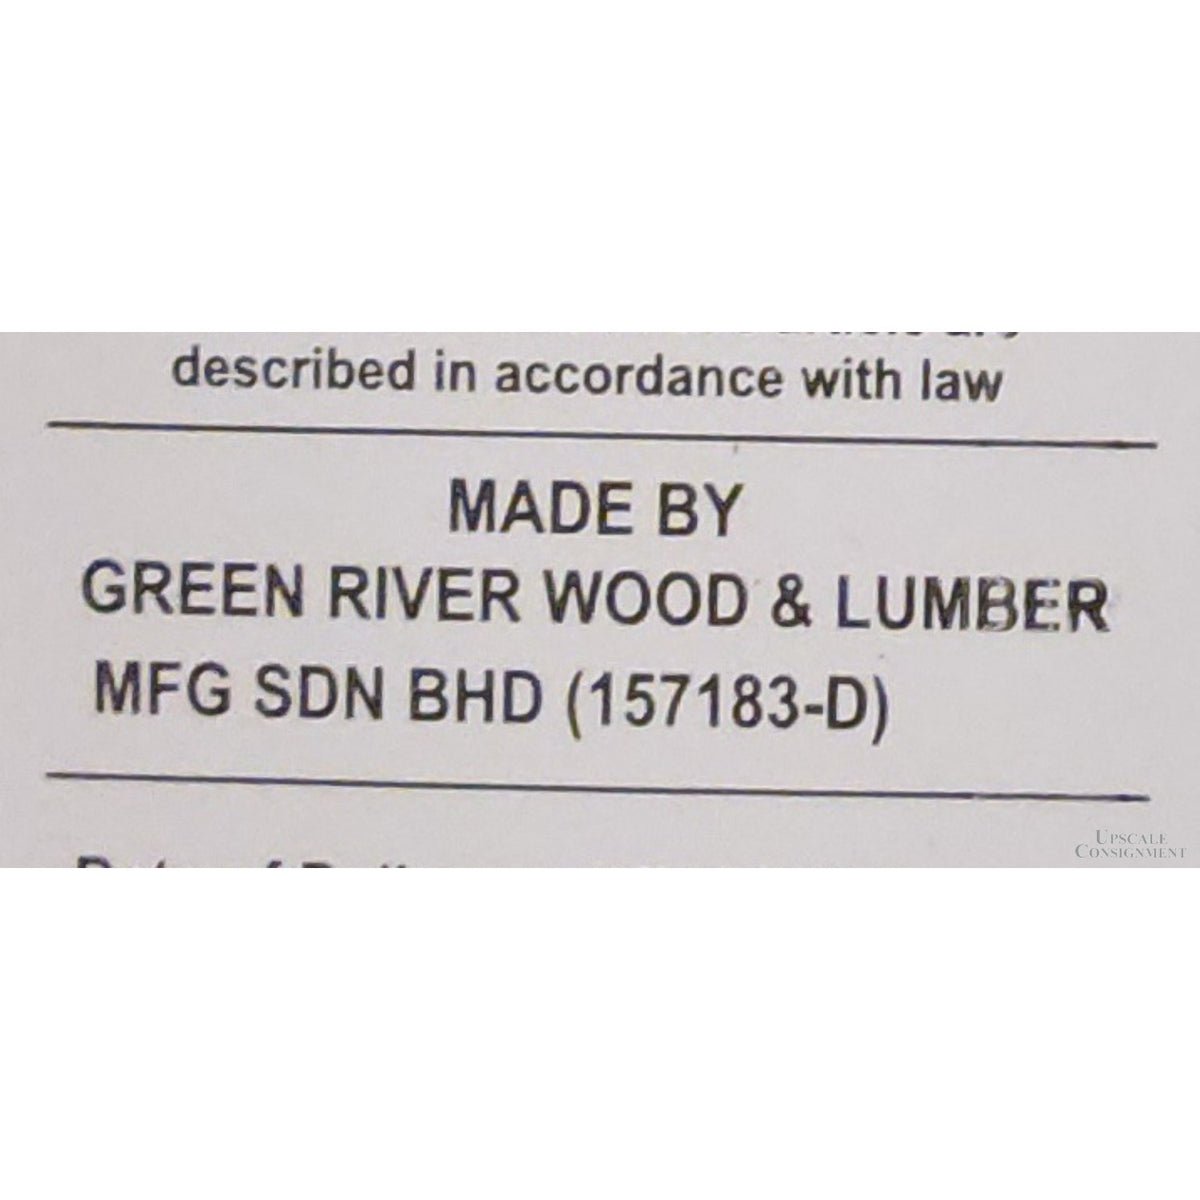 described in accordance with law
MADE BY
GREEN RIVER WOOD & LUMBER
MFG SDN BHD (157183-D)
UPSCALE
CONSIGNMENT